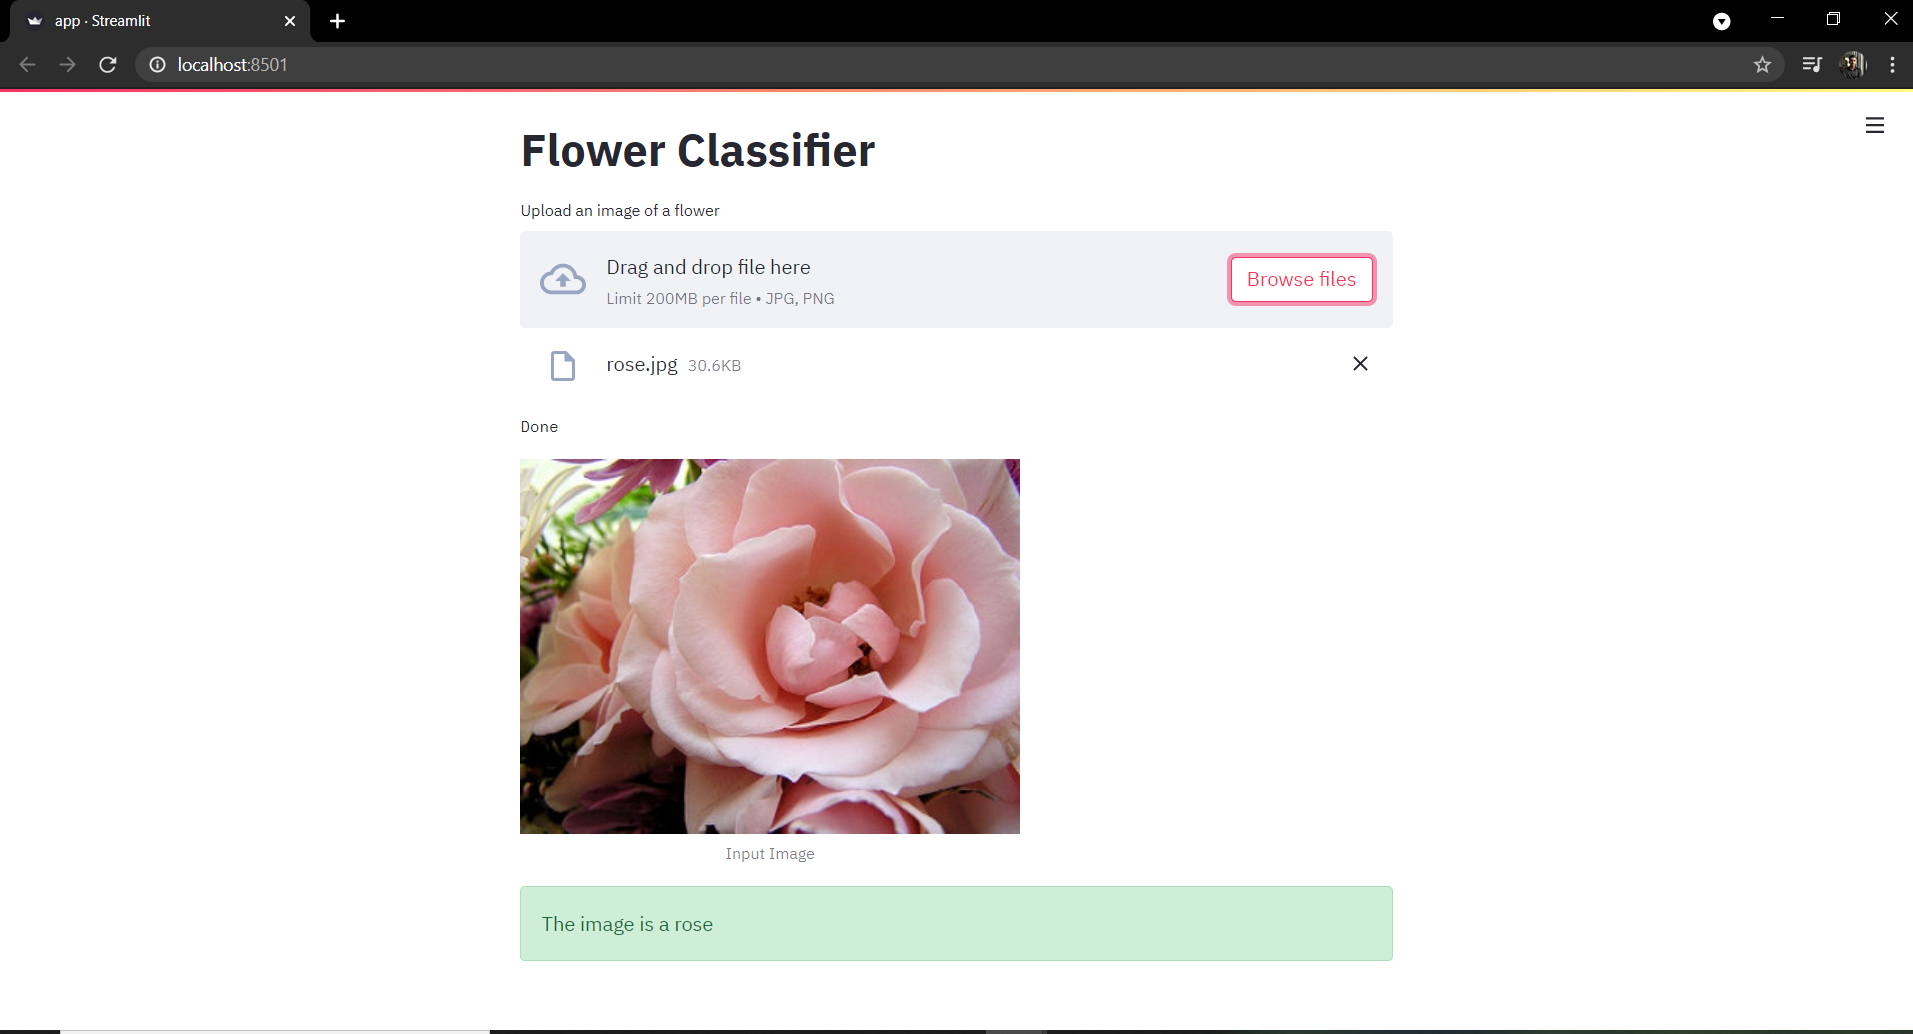 app · Streamlit
localhost:8501
Flower Classifier
Upload an image of a flower
Drag and drop file here
Limit 200MB per file • JPG, PNG
Browse files
rose.jpg 30.6KB
Done
Input Image
The image is a rose